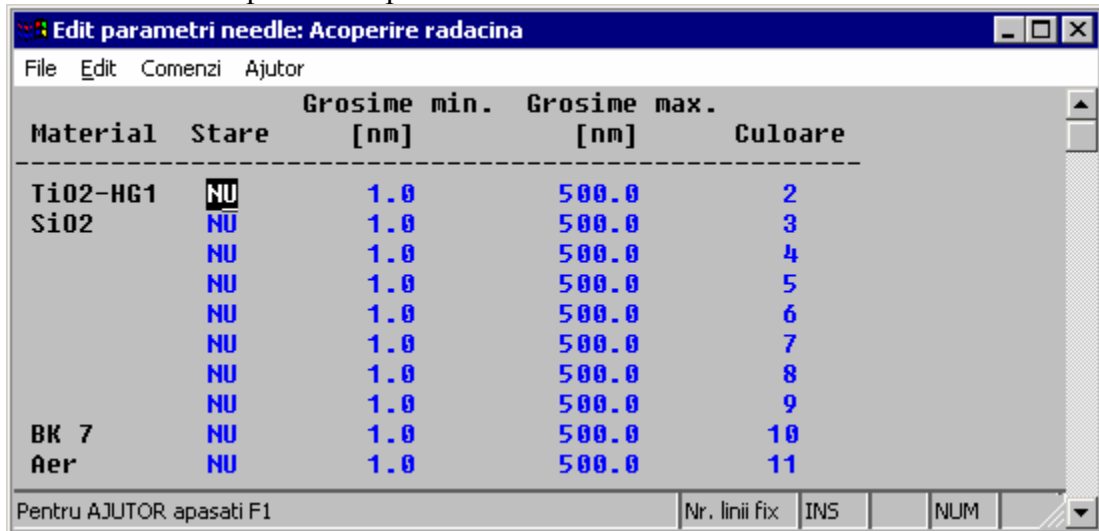 Edit parametri needle: Acoperire radacina
File Edit Comenzi Ajutor
Grosime min. Grosime max.
Material Stare [nm] [nm] Culoare
------------------------------------------------------------
TiO2-HG1 NU 1.0 500.0 2
SiO2 NU 1.0 500.0 3
NU 1.0 500.0 4
NU 1.0 500.0 5
NU 1.0 500.0 6
NU 1.0 500.0 7
NU 1.0 500.0 8
NU 1.0 500.0 9
BK 7 NU 1.0 500.0 10
Aer NU 1.0 500.0 11
Pentru AJUTOR apasati F1 Nr. linii fix INS NUM